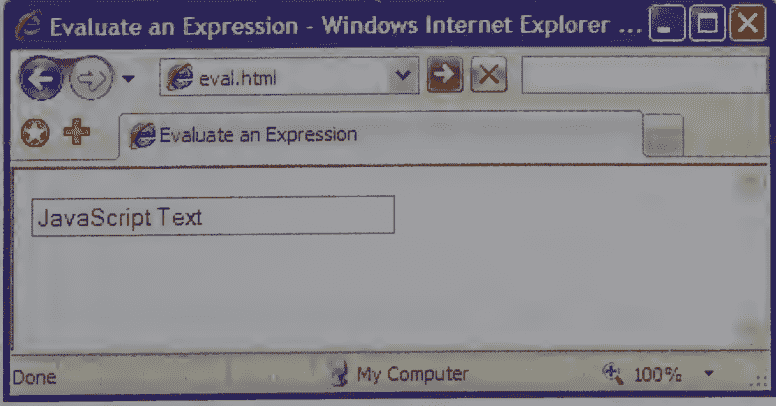 Evaluate an Expression - Windows Internet Explorer ...
eval.html
Evaluate an Expression
JavaScript Text
Done My Computer 100%